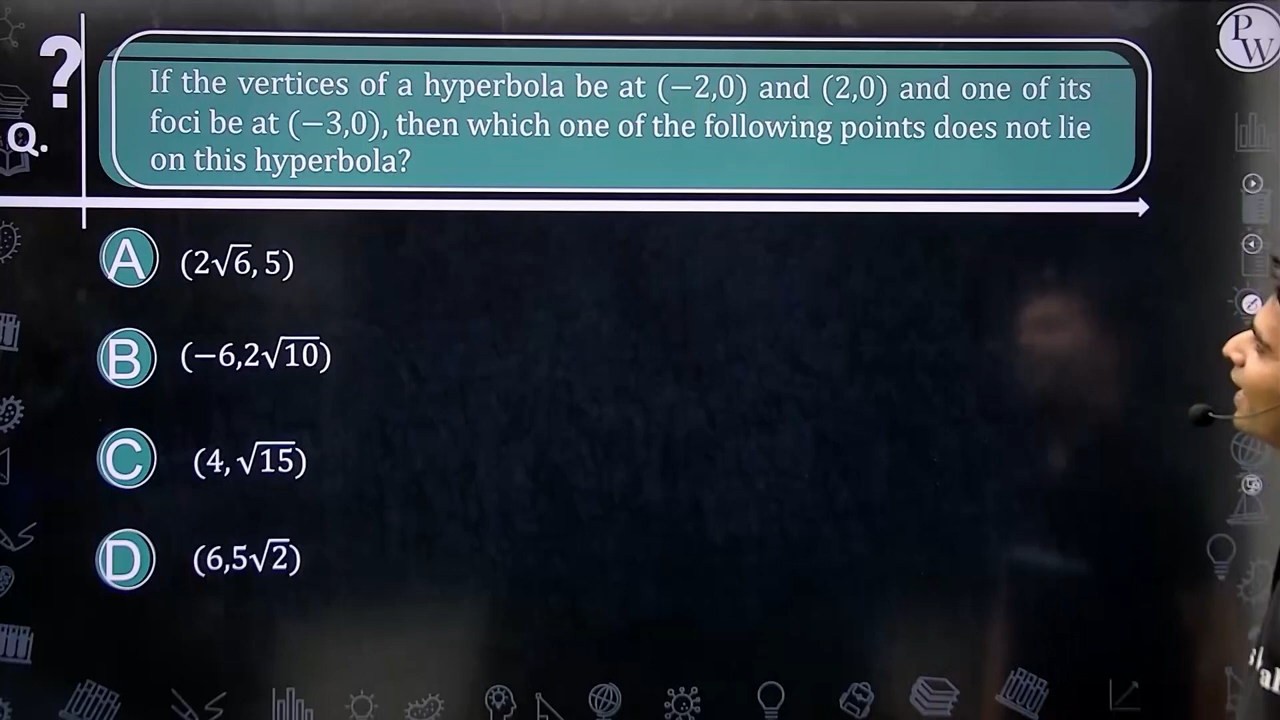 PW
?
Q.
If the vertices of a hyperbola be at (−2,0) and (2,0) and one of its
foci be at (−3,0), then which one of the following points does not lie
on this hyperbola?
A (2√6, 5)
B (−6,2√10)
C (4, √15)
D (6,5√2)